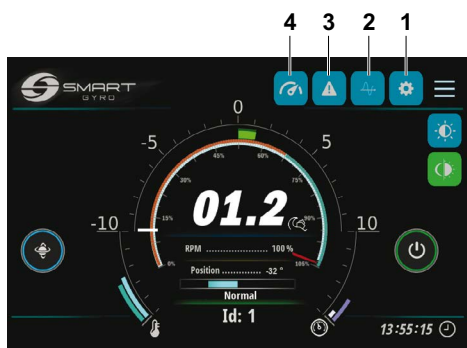 4 3 2 1
SMART
GYRO
0
-5 5
45% 60%
30% 75%
-10 15% 01.2 90% 10
RPM .................. 100 %
0% 106%
Position ............. -32 °
Normal
Id: 1
13:55:15